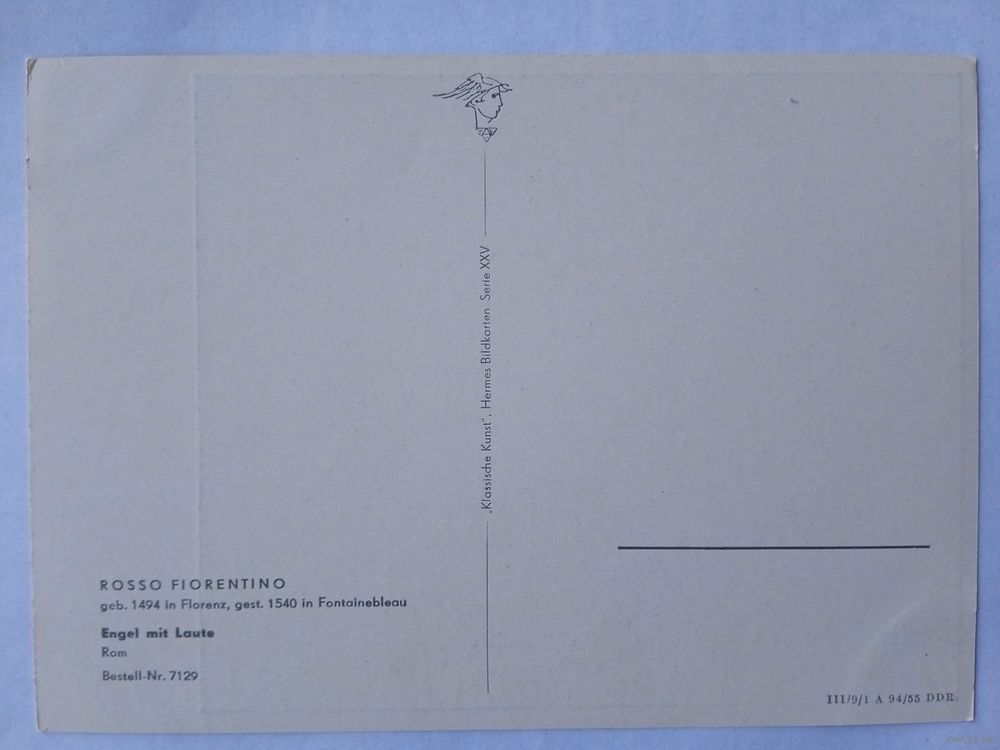 „Klassische Kunst", Hermes Bildkarten Serie XXV
ROSSO FIORENTINO
geb. 1494 in Florenz, gest. 1540 in Fontainebleau
Engel mit Laute
Rom
Bestell-Nr. 7129
III/9/1 A 94/55 DDR